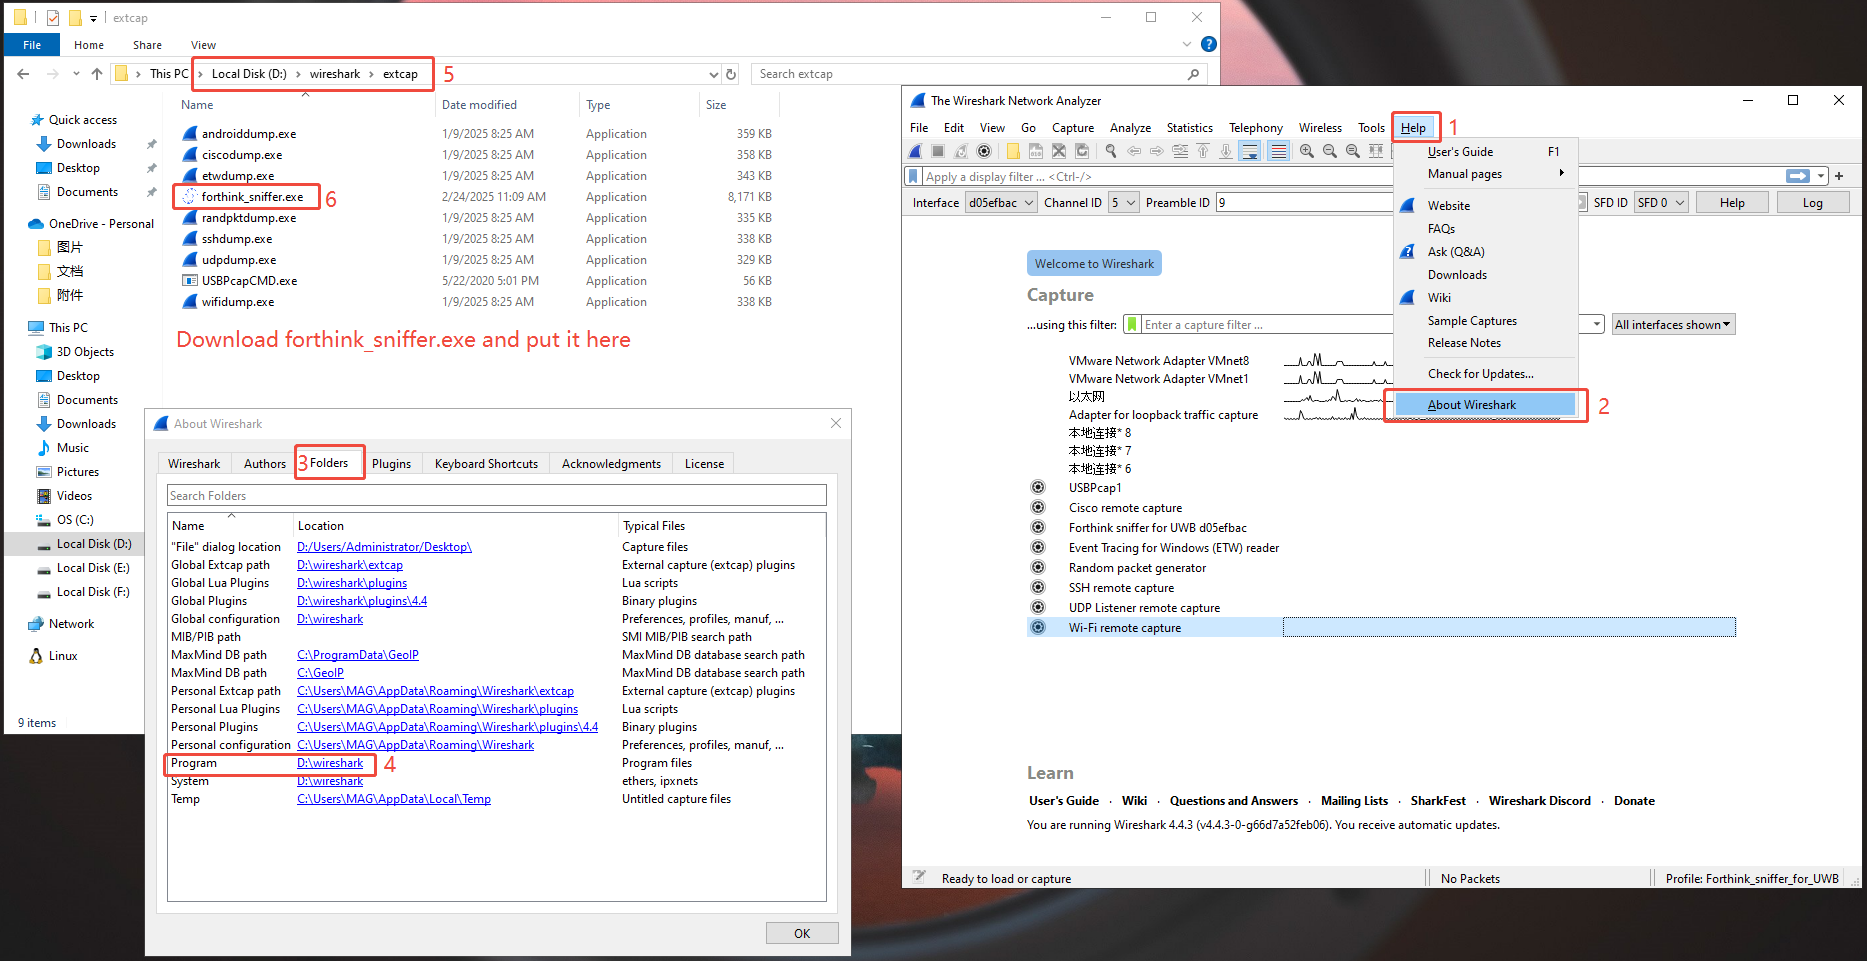 extcap
File Home Share View
This PC Local Disk (D:) wireshark extcap 5
Search extcap
Name Date modified Type Size
Quick access
Downloads
Desktop
Documents
OneDrive - Personal
图片
文档
附件
This PC
3D Objects
Desktop
Documents
Downloads
Music
Pictures
Videos
OS (C:)
Local Disk (D:)
Local Disk (E:)
Local Disk (F:)
Network
Linux
9 items
androiddump.exe 1/9/2025 8:25 AM Application 359 KB
ciscodump.exe 1/9/2025 8:25 AM Application 358 KB
etwdump.exe 1/9/2025 8:25 AM Application 343 KB
forthink_sniffer.exe 6 2/24/2025 11:09 AM Application 8,171 KB
randpktdump.exe 1/9/2025 8:25 AM Application 335 KB
sshdump.exe 1/9/2025 8:25 AM Application 338 KB
udpdump.exe 1/9/2025 8:25 AM Application 329 KB
USBPcapCMD.exe 5/22/2020 5:01 PM Application 56 KB
wifidump.exe 1/9/2025 8:25 AM Application 338 KB
Download forthink_sniffer.exe and put it here
About Wireshark
Wireshark Authors 3 Folders Plugins Keyboard Shortcuts Acknowledgments License
Search Folders
Name Location Typical Files
"File" dialog location D:/Users/Administrator/Desktop\ Capture files
Global Extcap path D:\wireshark\extcap External capture (extcap) plugins
Global Lua Plugins D:\wireshark\plugins Lua scripts
Global Plugins D:\wireshark\plugins\4.4 Binary plugins
Global configuration D:\wireshark Preferences, profiles, manuf, ...
MIB/PIB path SMI MIB/PIB search path
MaxMind DB path C:\ProgramData\GeoIP MaxMind DB database search path
MaxMind DB path C:\GeoIP MaxMind DB database search path
Personal Extcap path C:\Users\MAG\AppData\Roaming\Wireshark\extcap External capture (extcap) plugins
Personal Lua Plugins C:\Users\MAG\AppData\Roaming\Wireshark\plugins Lua scripts
Personal Plugins C:\Users\MAG\AppData\Roaming\Wireshark\plugins\4.4 Binary plugins
Personal configuration C:\Users\MAG\AppData\Roaming\Wireshark Preferences, profiles, manuf, ...
Program D:\wireshark 4 Program files
System D:\wireshark ethers, ipxnets
Temp C:\Users\MAG\AppData\Local\Temp Untitled capture files
OK
The Wireshark Network Analyzer
File Edit View Go Capture Analyze Statistics Telephony Wireless Tools Help 1
Apply a display filter ... <Ctrl-/>
Interface d05efbac Channel ID 5 Preamble ID 9 SFD ID SFD 0 Help Log
User's Guide F1
Manual pages
Website
FAQs
Ask (Q&A)
Downloads
Wiki
Sample Captures
Release Notes
Check for Updates...
About Wireshark 2
Welcome to Wireshark
Capture
...using this filter: Enter a capture filter ... All interfaces shown
VMware Network Adapter VMnet8
VMware Network Adapter VMnet1
以太网
Adapter for loopback traffic capture
本地连接* 8
本地连接* 7
本地连接* 6
USBPcap1
Cisco remote capture
Forthink sniffer for UWB d05efbac
Event Tracing for Windows (ETW) reader
Random packet generator
SSH remote capture
UDP Listener remote capture
Wi-Fi remote capture
Learn
User's Guide · Wiki · Questions and Answers · Mailing Lists · SharkFest · Wireshark Discord · Donate
You are running Wireshark 4.4.3 (v4.4.3-0-g66d7a52feb06). You receive automatic updates.
Ready to load or capture No Packets Profile: Forthink_sniffer_for_UWB